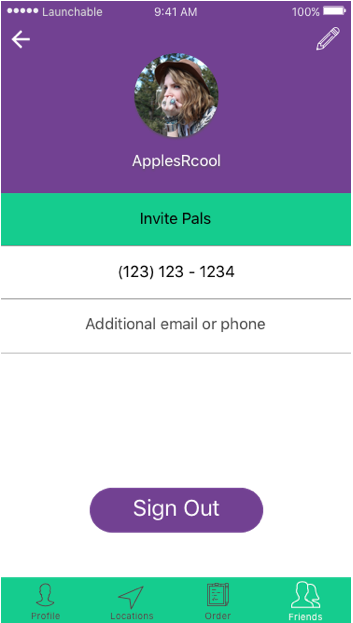 Launchable 9:41 AM 100%
ApplesRcool
Invite Pals
(123) 123 - 1234
Additional email or phone
Sign Out
Profile Locations Order Friends